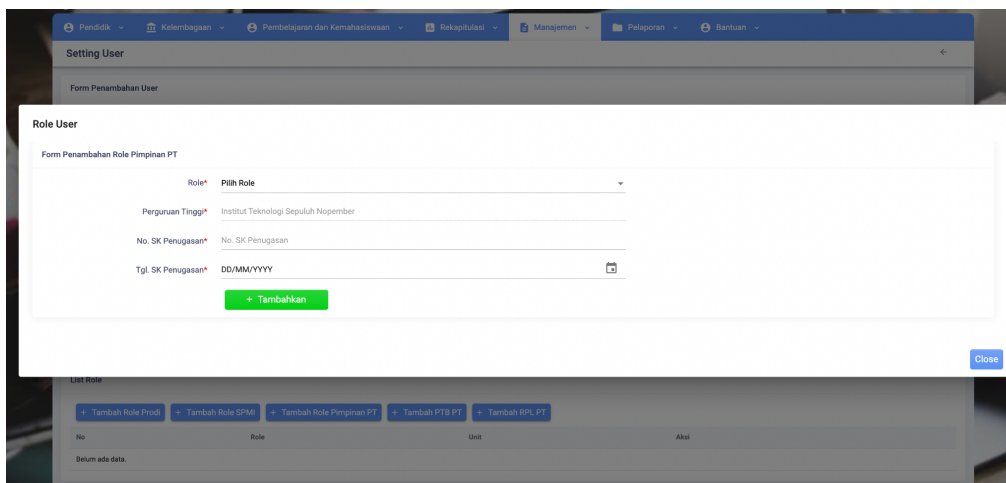 Pendidik Kelembagaan Pembelajaran dan Kemahasiswaan Rekapitulasi Manajemen Pelaporan Bantuan
Setting User
Form Penambahan User
Role User
Form Penambahan Role Pimpinan PT
Role* Pilih Role
Perguruan Tinggi* Institut Teknologi Sepuluh Nopember
No. SK Penugasan* No. SK Penugasan
Tgl. SK Penugasan* DD/MM/YYYY
+ Tambahkan
Close
List Role
+ Tambah Role Prodi + Tambah Role SPMI + Tambah Role Pimpinan PT + Tambah PTB PT + Tambah RPL PT
No Role Unit Aksi
Belum ada data.